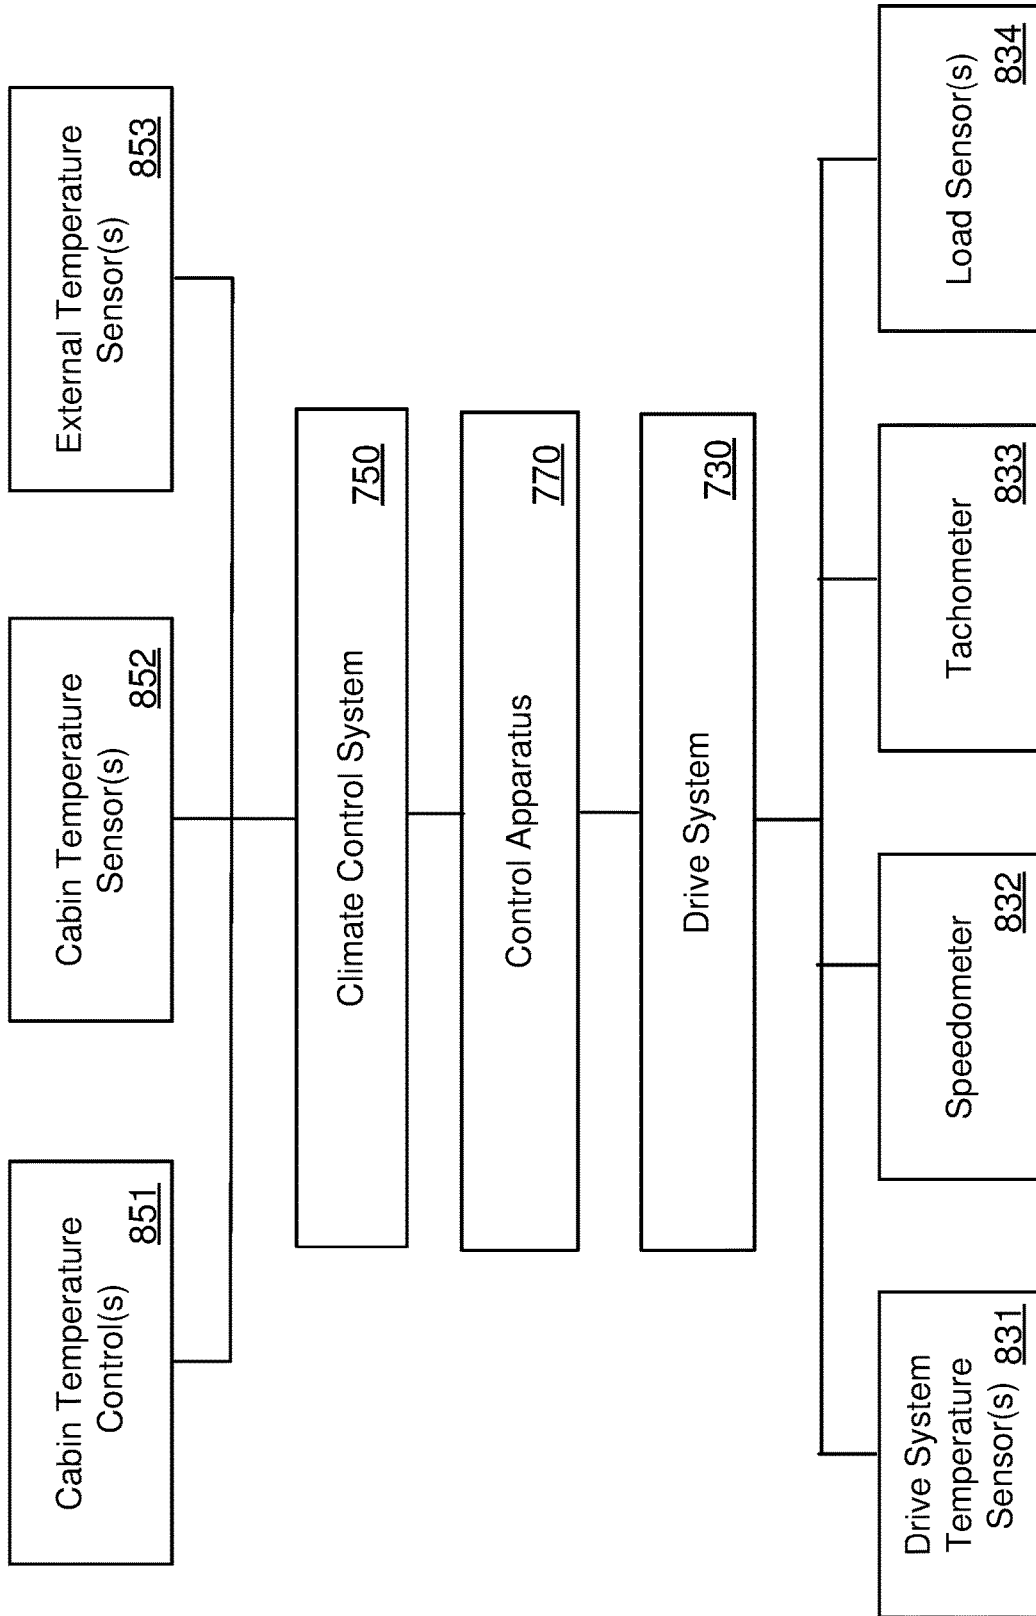 Cabin Temperature
Control(s)
851
Cabin Temperature
Sensor(s)
852
External Temperature
Sensor(s)
853
Climate Control System
750
Control Apparatus
770
Drive System
730
Drive System
Temperature
Sensor(s) 831
Speedometer
832
Tachometer
833
Load Sensor(s)
834